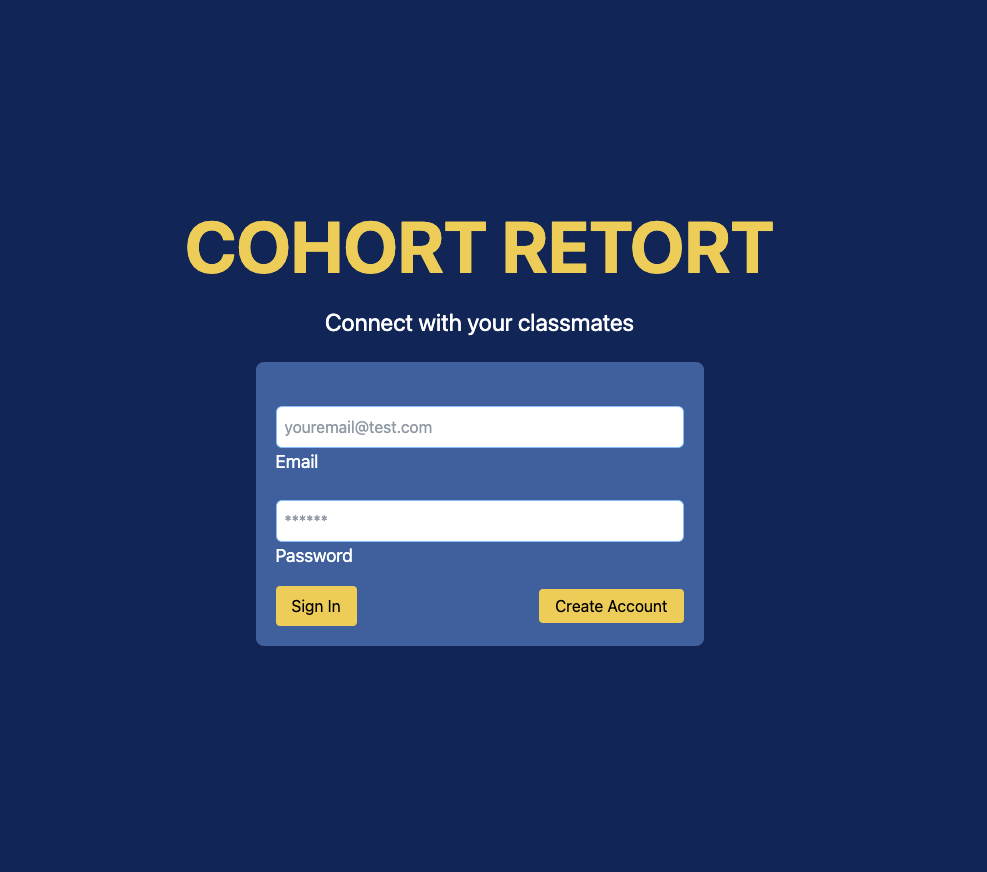 COHORT RETORT
Connect with your classmates
youremail@test.com
Email
******
Password
Sign In
Create Account